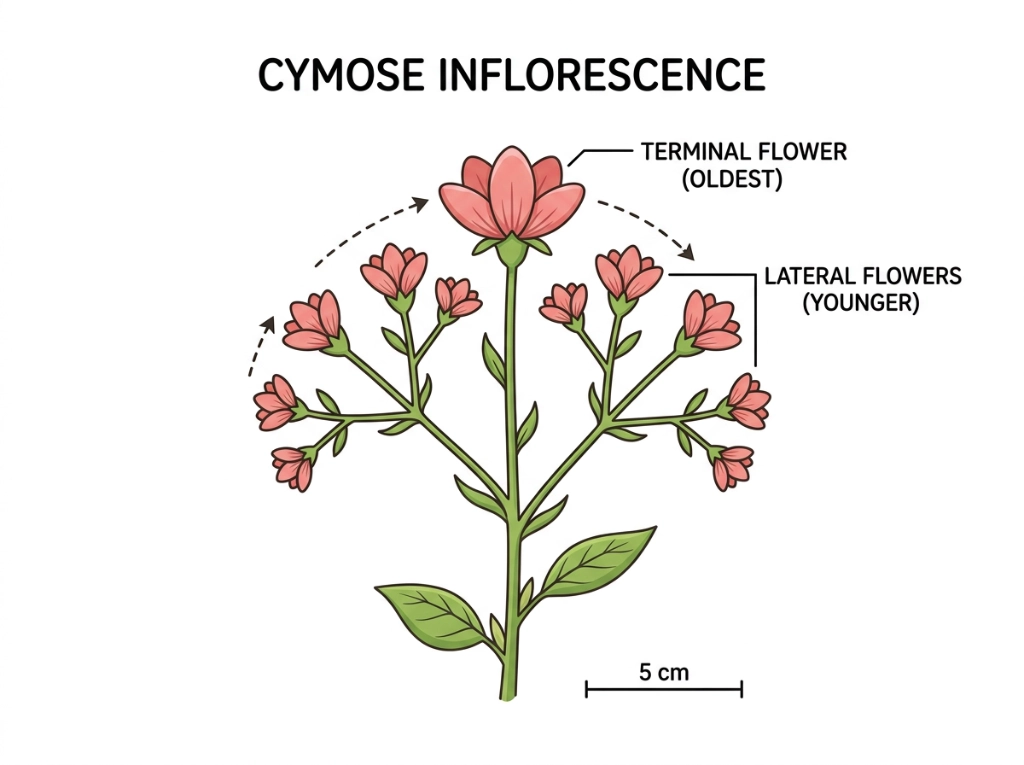 CYMOSE INFLORESCENCE
TERMINAL FLOWER
(OLDEST)
LATERAL FLOWERS
(YOUNGER)
5 cm